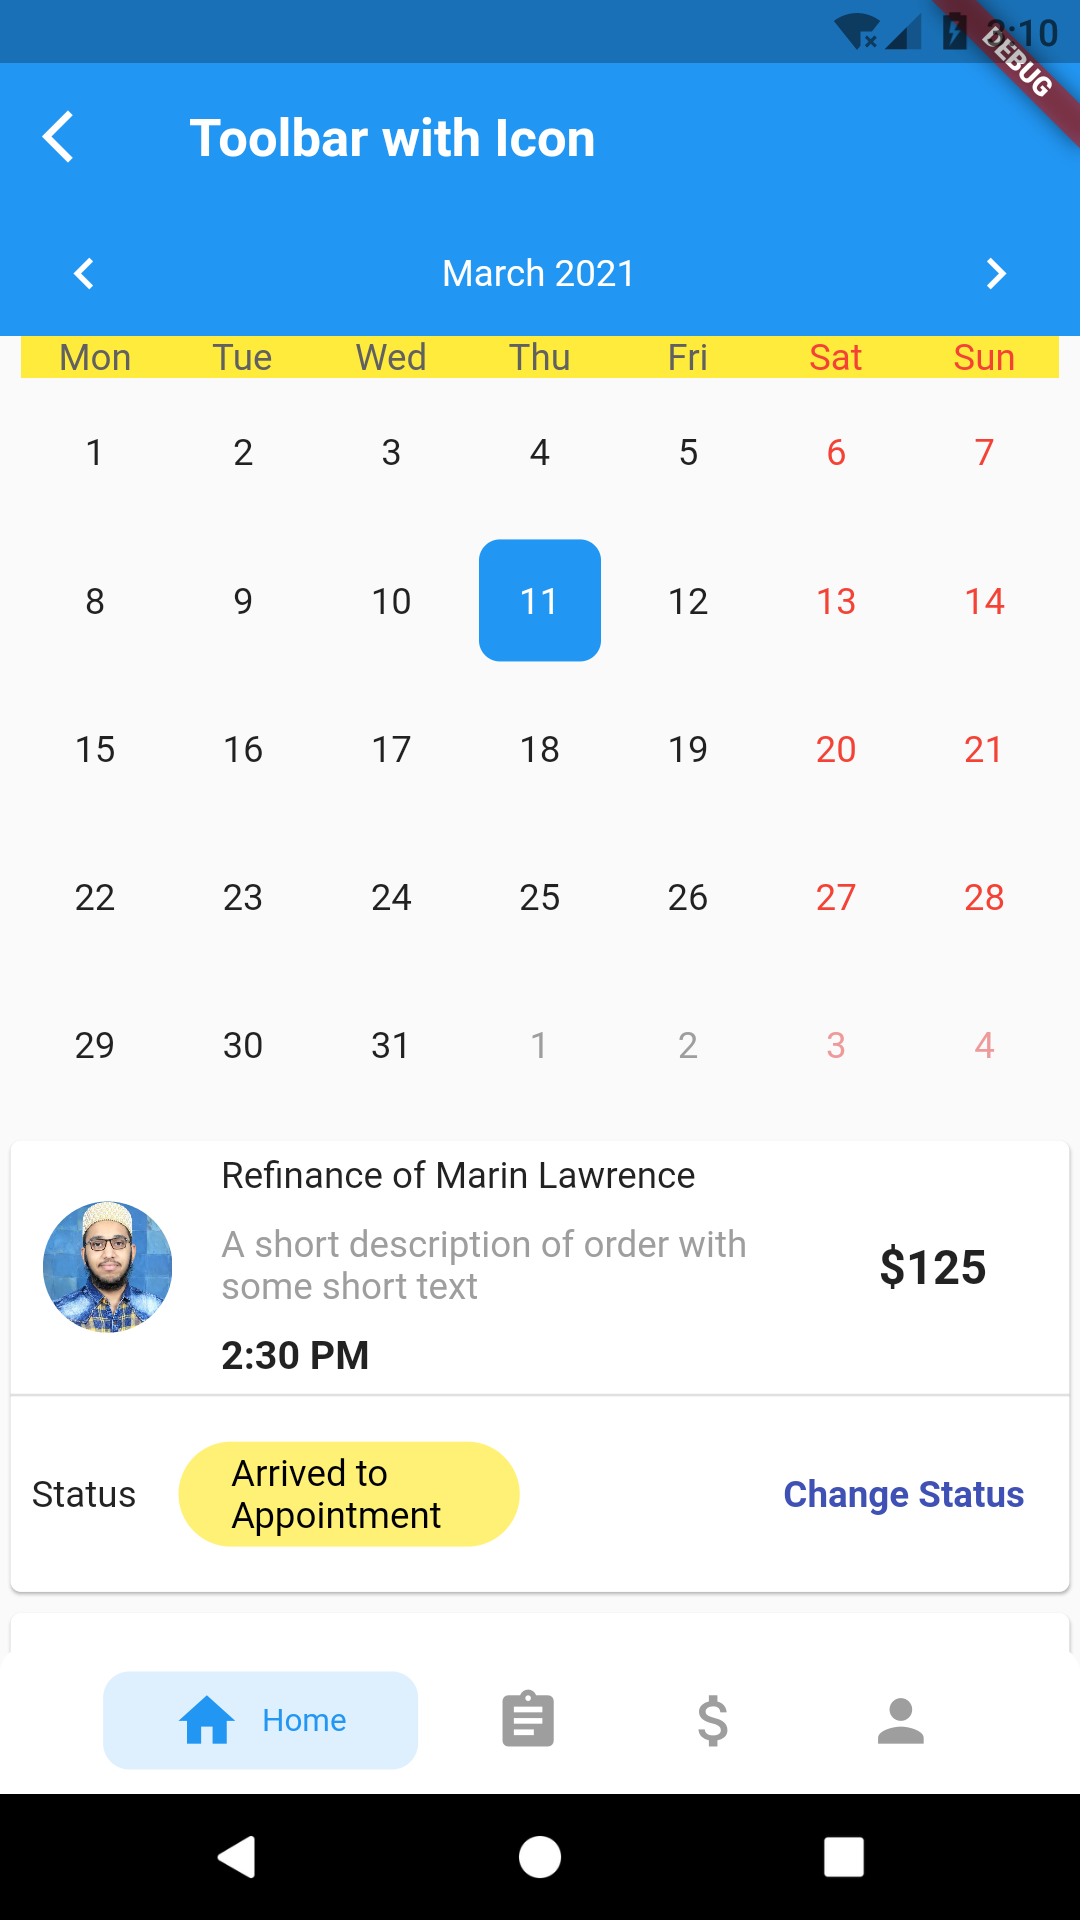 3:10
DEBUG
Toolbar with Icon
March 2021
Mon Tue Wed Thu Fri Sat Sun
1 2 3 4 5 6 7
8 9 10 11 12 13 14
15 16 17 18 19 20 21
22 23 24 25 26 27 28
29 30 31 1 2 3 4
Refinance of Marin Lawrence
A short description of order with
some short text
$125
2:30 PM
Status
Arrived to
Appointment
Change Status
Home